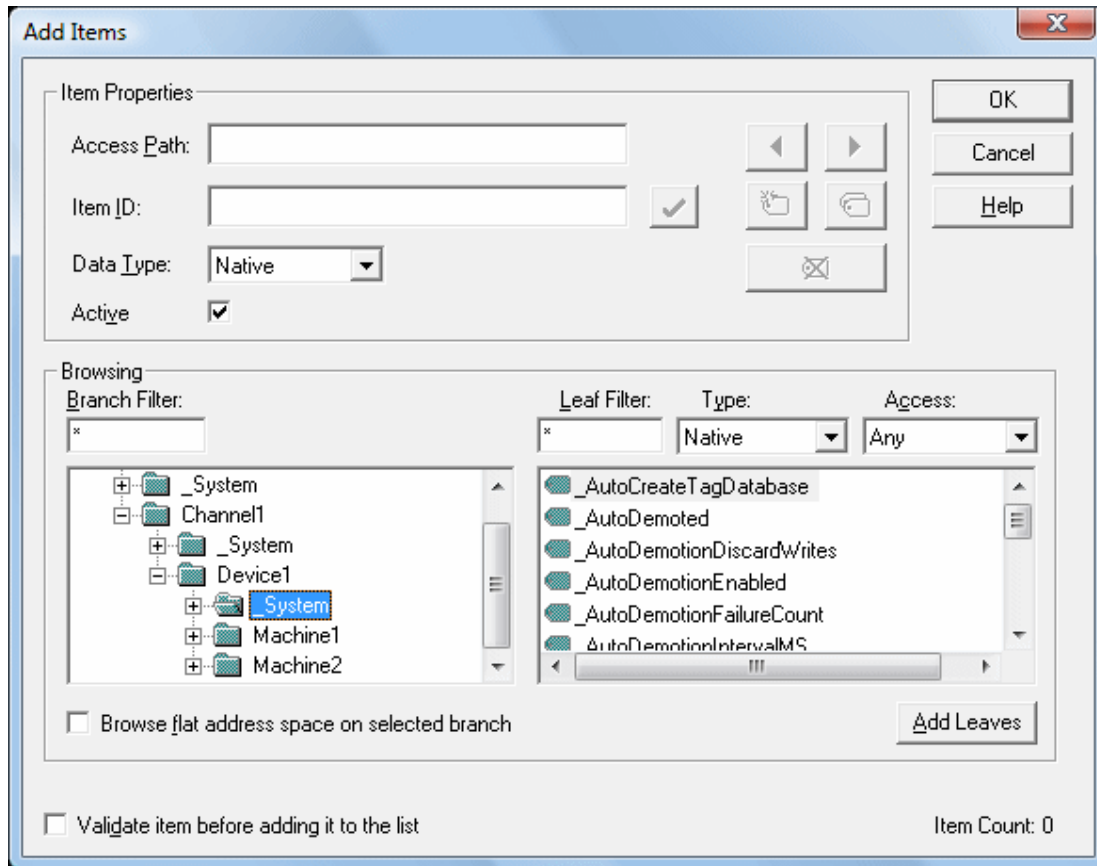 Add Items
Item Properties
OK
Access Path:
Cancel
Item ID:
Help
Data Type: Native
Active
Browsing
Branch Filter: Leaf Filter: Type: Access:
* * Native Any
_System _AutoCreateTagDatabase
Channel1 _AutoDemoted
_System _AutoDemotionDiscardWrites
Device1 _AutoDemotionEnabled
_System _AutoDemotionFailureCount
Machine1 _AutoDemotionIntervalMS
Machine2
Browse flat address space on selected branch Add Leaves
Validate item before adding it to the list Item Count: 0